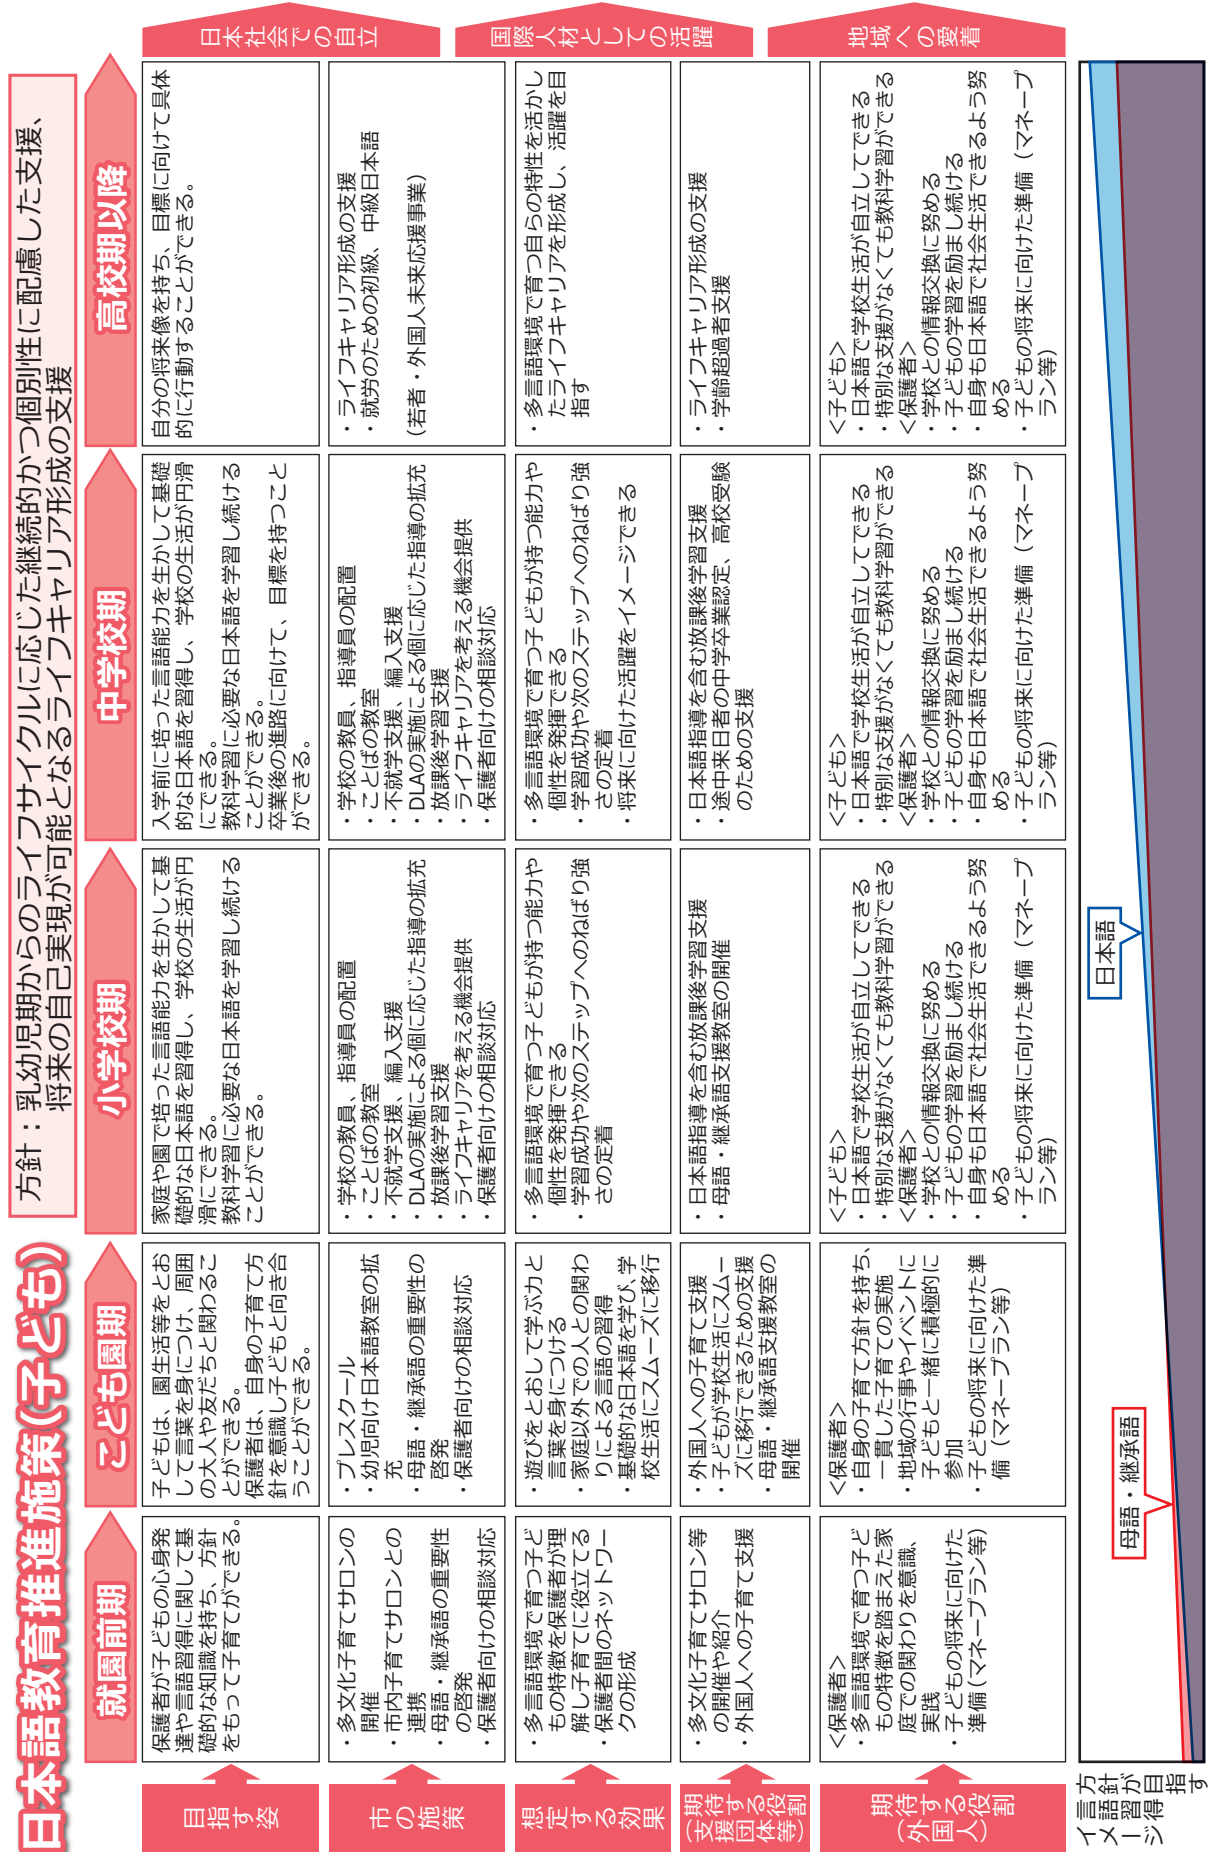 日本語教育推進施策(子ども)
方針：乳幼児期からのライフサイクルに応じた継続的かつ個別性に配慮した支援、
将来の自己実現が可能となるライフキャリア形成の支援
就園前期
こども園期
小学校期
中学校期
高校期以降
目指す姿
保護者が子どもの心身発
達や言語習得に関して基
礎的な知識を持ち、方針
をもって子育てができる。
子どもは、園生活等をとお
して言葉を身につけ、周囲
の大人や友だちと関わるこ
とができる。
保護者は、自身の子育て方
針を意識し子どもと向き合
うことができる。
家庭や園で培った言語能力を生かして基
礎的な日本語を習得し、学校の生活が円
滑にできる。
教科学習に必要な日本語を学習し続ける
ことができる。
入学前に培った言語能力を生かして基礎
的な日本語を習得し、学校の生活が円滑
にできる。
教科学習に必要な日本語を学習し続ける
ことができる。
卒業後の進路に向けて、目標を持つこと
ができる。
自分の将来像を持ち、目標に向けて具体
的に行動することができる。
日本社会での自立
市の施策
・多文化子育てサロンの
開催
・市内子育てサロンとの
連携
・母語・継承語の重要性
の啓発
・保護者向けの相談対応
・プレスクール
・幼児向け日本語教室の拡
充
・母語・継承語の重要性の
啓発
・保護者向けの相談対応
・学校の教員、指導員の配置
・ことばの教室
・不就学支援、編入支援
・DLAの実施による個に応じた指導の拡充
・放課後学習支援
・ライフキャリアを考える機会提供
・保護者向けの相談対応
・学校の教員、指導員の配置
・ことばの教室
・不就学支援、編入支援
・DLAの実施による個に応じた指導の拡充
・放課後学習支援
・ライフキャリアを考える機会提供
・保護者向けの相談対応
・ライフキャリア形成の支援
・就労のための初級、中級日本語
（若者・外国人未来応援事業）
想定する効果
・多言語環境で育つ子ど
もの特徴を保護者が理
解し子育てに役立てる
・保護者間のネットワー
クの形成
・遊びをとおして学ぶ力と
言葉を身につける
・家庭以外での人との関わ
りによる言語の習得
・基礎的な日本語を学び、学
校生活にスムーズに移行
・多言語環境で育つ子どもが持つ能力や
個性を発揮できる
・学習成功や次のステップへのねばり強
さの定着
・多言語環境で育つ子どもが持つ能力や
個性を発揮できる
・学習成功や次のステップへのねばり強
さの定着
・将来に向けた活躍をイメージできる
・多言語環境で育つ自らの特性を活かし
たライフキャリアを形成し、活躍を目
指す
国際人材としての活躍
期待する役割
（支援団体等）
・多文化子育てサロン等
の開催や紹介
・外国人への子育て支援
・外国人への子育て支援
・子どもが学校生活にスムー
ズに移行できるための支援
・母語・継承語支援教室の
開催
・日本語指導を含む放課後学習支援
・母語・継承語支援教室の開催
・日本語指導を含む放課後学習支援
・途中来日者の中学卒業認定、高校受験
のための支援
・ライフキャリア形成の支援
・学齢超過者支援
期待する役割
（外国人）
＜保護者＞
・多言語環境で育つ子ど
もの特徴を踏まえた家
庭での関わりを意識、
実践
・子どもの将来に向けた
準備(マネープラン等)
＜保護者＞
・自身の子育て方針を持ち、
一貫した子育ての実施
・地域の行事やイベントに
子どもと一緒に積極的に
参加
・子どもの将来に向けた準
備（マネープラン等）
＜子ども＞
・日本語で学校生活が自立してできる
・特別な支援がなくても教科学習ができる
＜保護者＞
・学校との情報交換に努める
・子どもの学習を励まし続ける
・自身も日本語で社会生活できるよう努
める
・子どもの将来に向けた準備（マネープ
ラン等）
＜子ども＞
・日本語で学校生活が自立してできる
・特別な支援がなくても教科学習ができる
＜保護者＞
・学校との情報交換に努める
・子どもの学習を励まし続ける
・自身も日本語で社会生活できるよう努
める
・子どもの将来に向けた準備（マネープ
ラン等）
＜子ども＞
・日本語で学校生活が自立してできる
・特別な支援がなくても教科学習ができる
＜保護者＞
・学校との情報交換に努める
・子どもの学習を励まし続ける
・自身も日本語で社会生活できるよう努
める
・子どもの将来に向けた準備（マネープ
ラン等）
地域への愛着
方針が目指す
言語習得
イメージ
母語・継承語
日本語